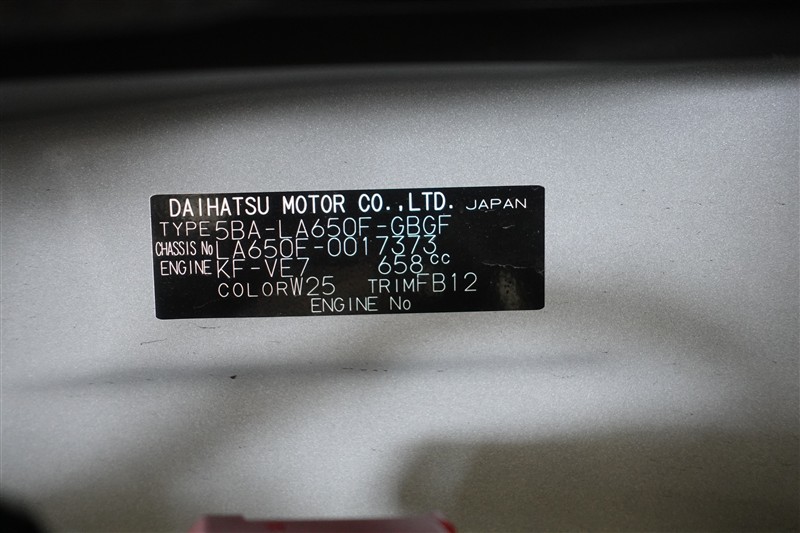 DAIHATSU MOTOR CO.,LTD. JAPAN
TYPE 5BA-LA650F-GBGF
CHASSIS No LA650F-0017373
ENGINE KF-VE7 658cc
COLOR W25 TRIM FB12
ENGINE No